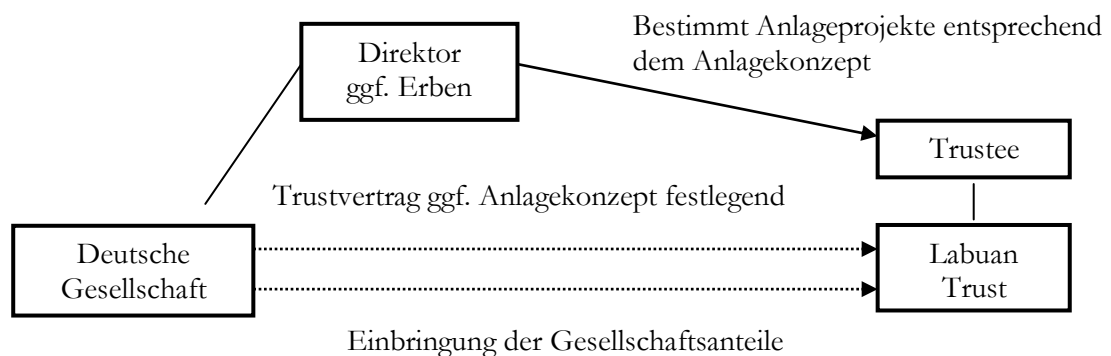 Bestimmt Anlageprojekte entsprechend
dem Anlagekonzept
Direktor
ggf. Erben
Trustee
Trustvertrag ggf. Anlagekonzept festlegend
Deutsche
Gesellschaft
Labuan
Trust
Einbringung der Gesellschaftsanteile